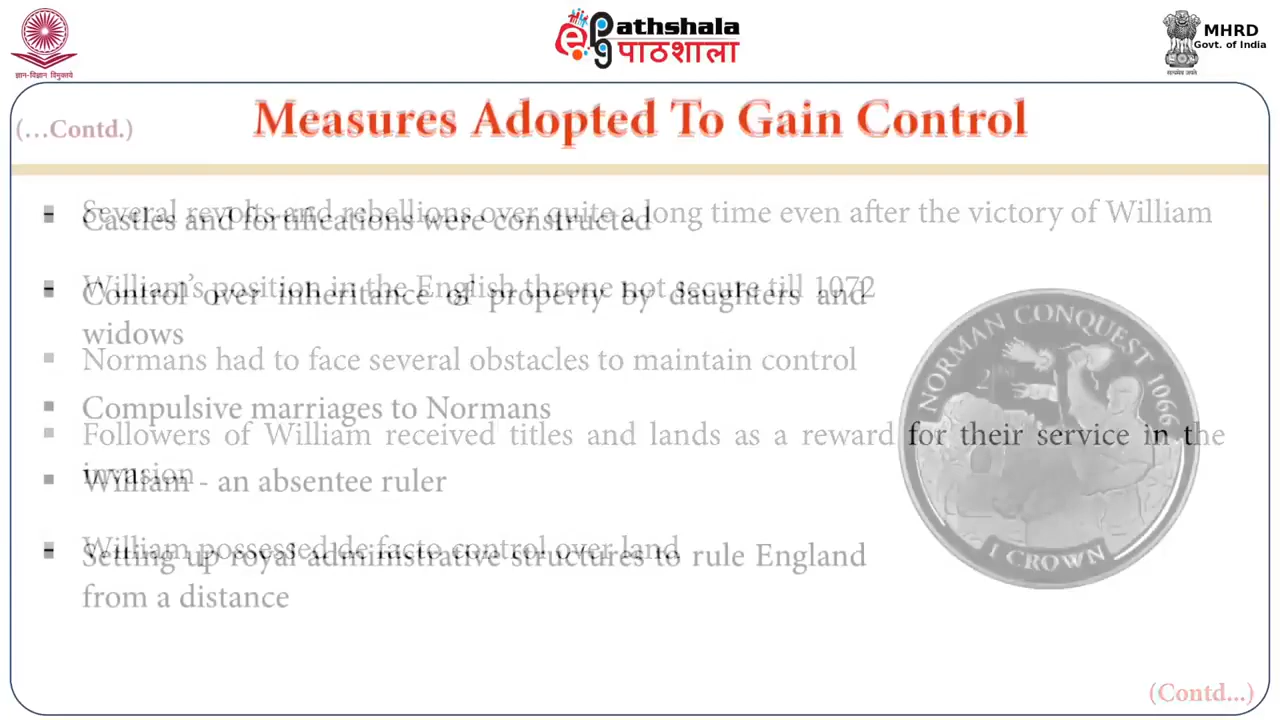 ज्ञान-विज्ञान विमुक्तये
ePathshala
पाठशाला
MHRD
Govt. of India
सत्यमेव जयते
(…Contd.)
Measures Adopted To Gain Control
▪ Several revolts and rebellions over quite a long time even after the victory of William
▪ William’s position in the English throne not secure till 1072
▪ Normans had to face several obstacles to maintain control
▪ Followers of William received titles and lands as a reward for their service in the
invasion
▪ William possessed de facto control over land
▪ Castles and fortifications were constructed
▪ Control over inheritance of property by daughters and
widows
▪ Compulsive marriages to Normans
▪ William - an absentee ruler
▪ Setting up royal administrative structures to rule England
from a distance
NORMAN CONQUEST 1066
1 CROWN
(Contd...)